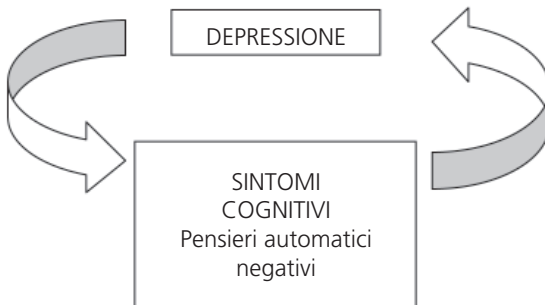 DEPRESSIONE
SINTOMI
COGNITIVI
Pensieri automatici
negativi